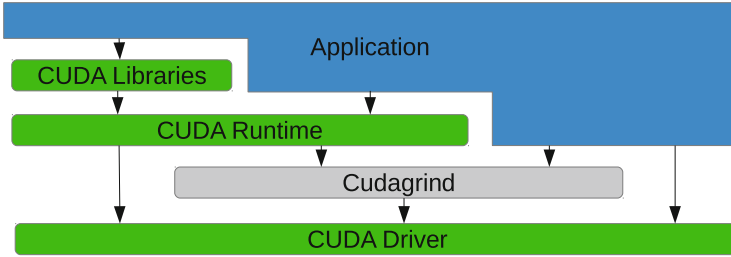 Application
CUDA Libraries
CUDA Runtime
Cudagrind
CUDA Driver